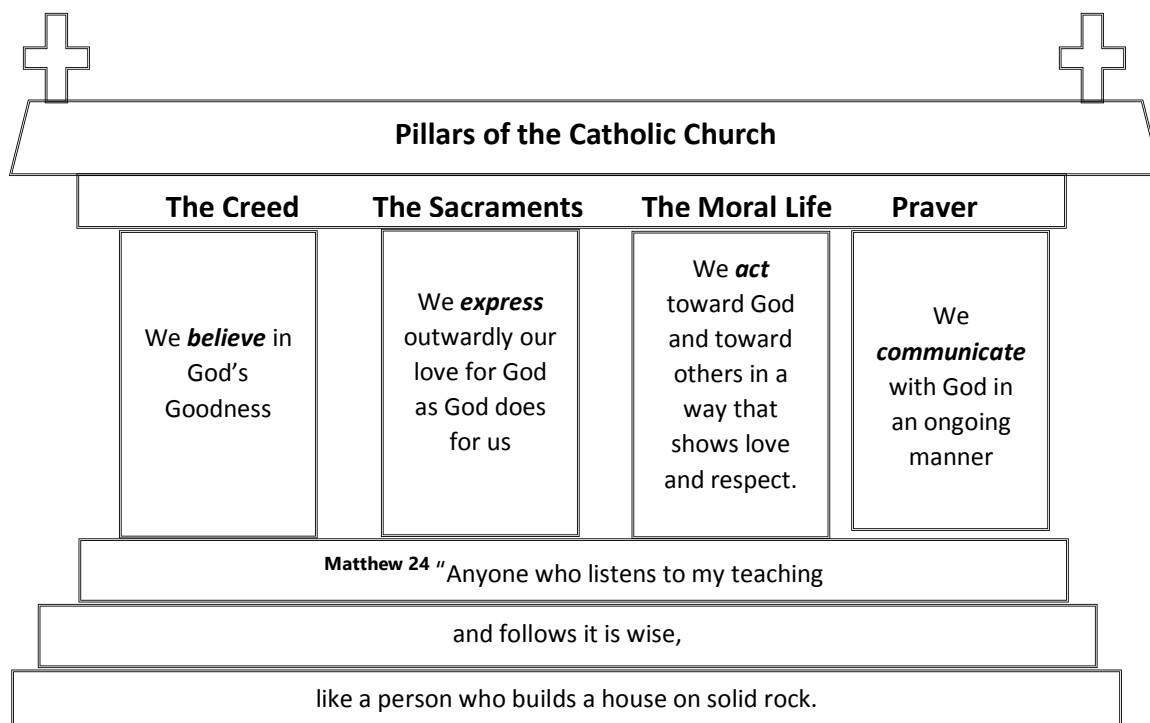 Pillars of the Catholic Church
The Creed The Sacraments The Moral Life Praver
We believe in
God's
Goodness
We express
outwardly our
love for God
as God does
for us
We act
toward God
and toward
others in a
way that
shows love
and respect.
We
communicate
with God in
an ongoing
manner
Matthew 24 "Anyone who listens to my teaching
and follows it is wise,
like a person who builds a house on solid rock.